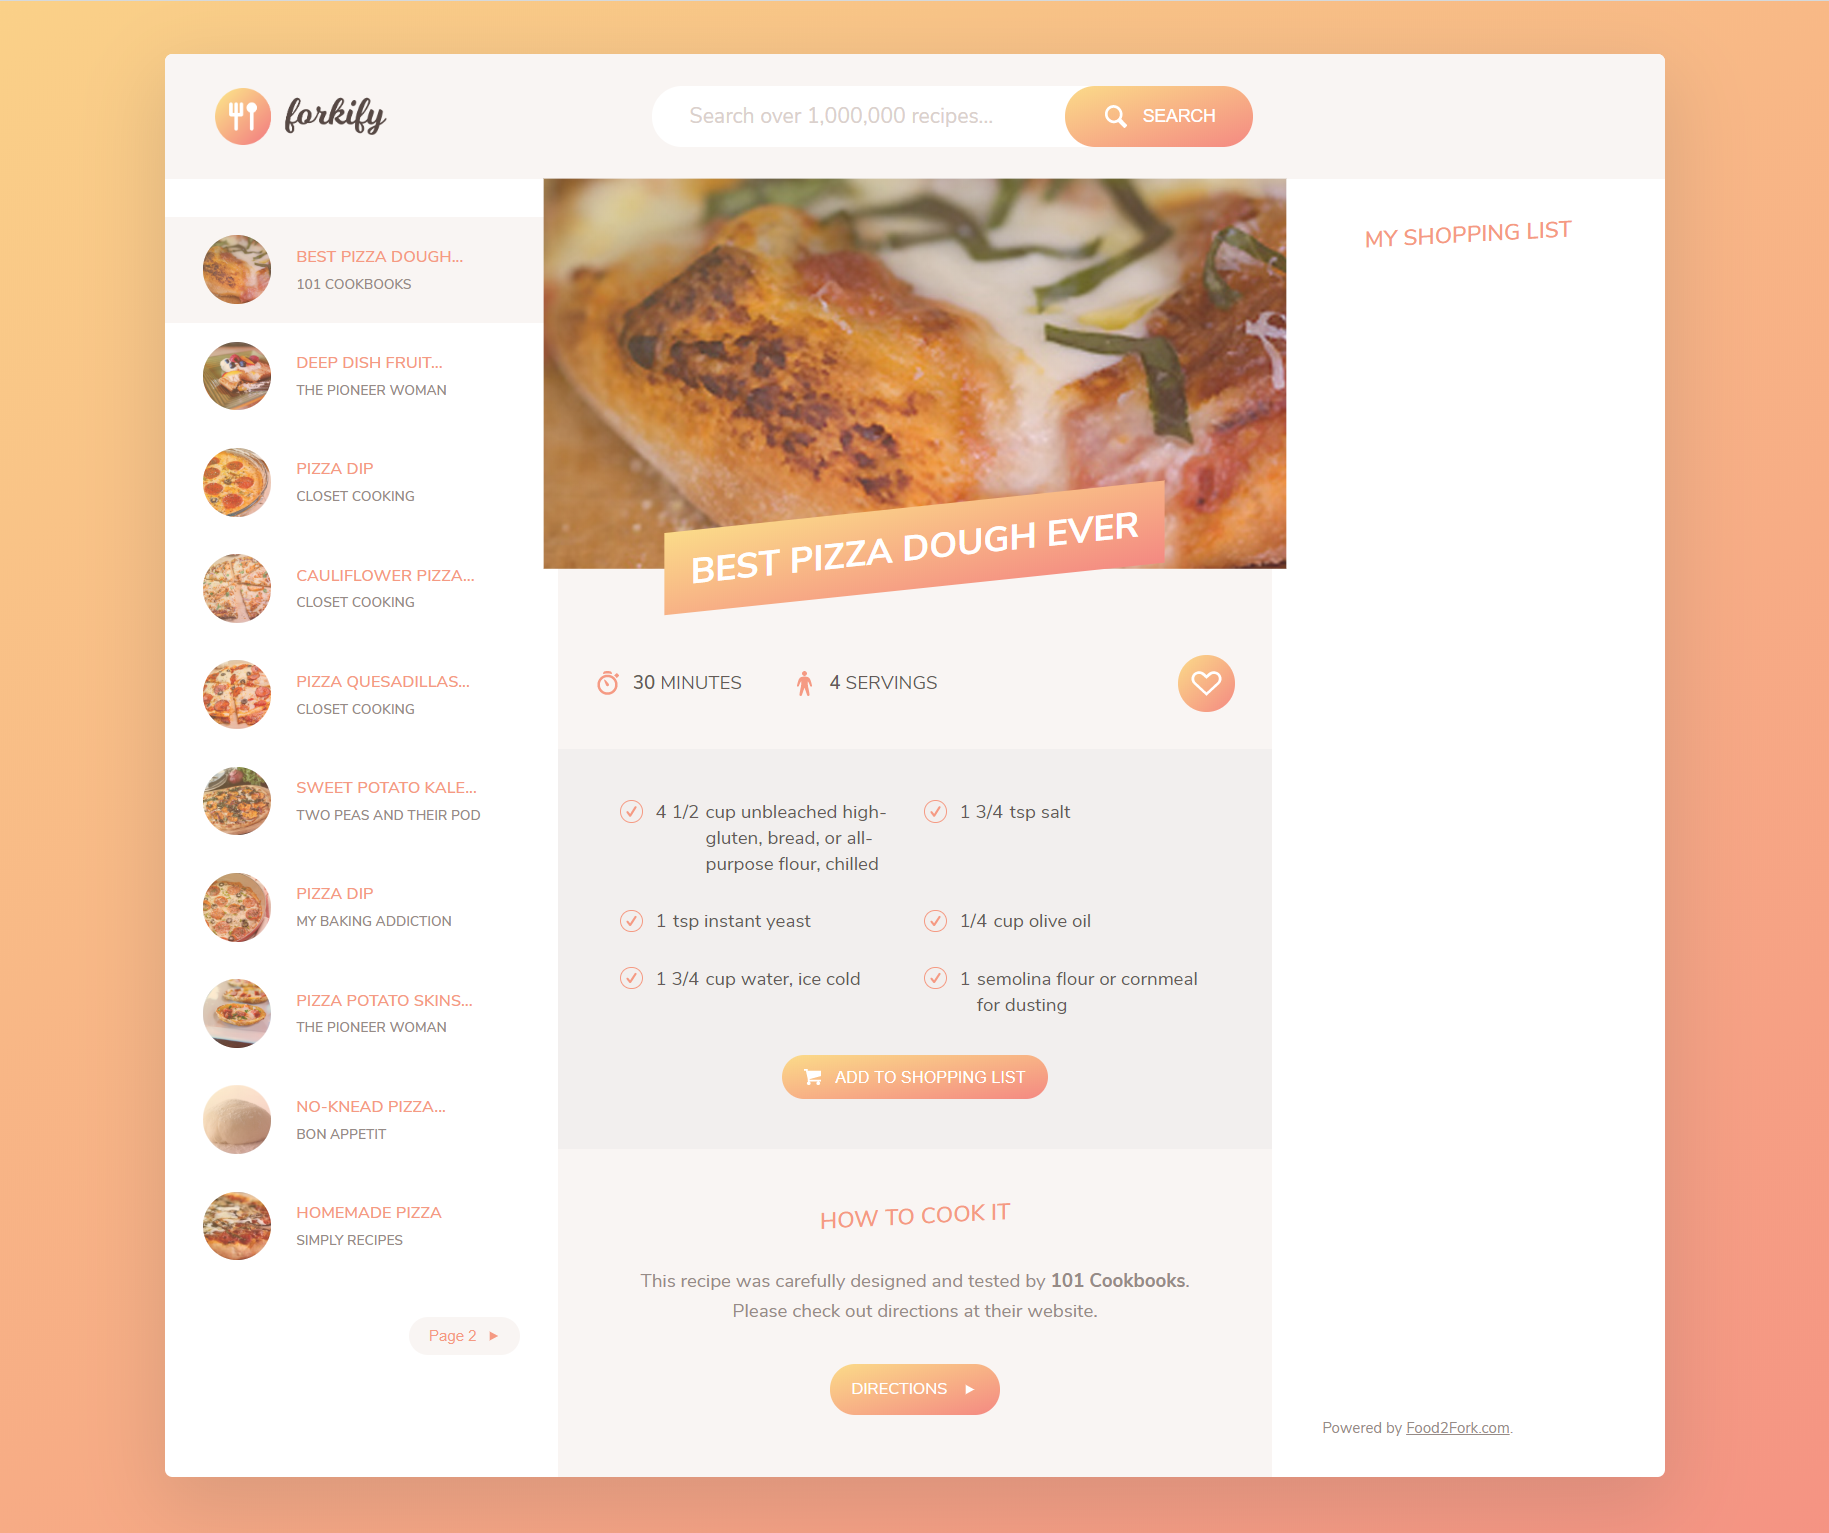 forkify
Search over 1,000,000 recipes...
SEARCH
BEST PIZZA DOUGH...
101 COOKBOOKS
DEEP DISH FRUIT...
THE PIONEER WOMAN
PIZZA DIP
CLOSET COOKING
CAULIFLOWER PIZZA...
CLOSET COOKING
PIZZA QUESADILLAS...
CLOSET COOKING
SWEET POTATO KALE...
TWO PEAS AND THEIR POD
PIZZA DIP
MY BAKING ADDICTION
PIZZA POTATO SKINS...
THE PIONEER WOMAN
NO-KNEAD PIZZA...
BON APPETIT
HOMEMADE PIZZA
SIMPLY RECIPES
Page 2
BEST PIZZA DOUGH EVER
30 MINUTES
4 SERVINGS
4 1/2 cup unbleached high-
gluten, bread, or all-
purpose flour, chilled
1 3/4 tsp salt
1 tsp instant yeast
1/4 cup olive oil
1 3/4 cup water, ice cold
1 semolina flour or cornmeal
for dusting
ADD TO SHOPPING LIST
HOW TO COOK IT
This recipe was carefully designed and tested by 101 Cookbooks.
Please check out directions at their website.
DIRECTIONS
MY SHOPPING LIST
Powered by Food2Fork.com.